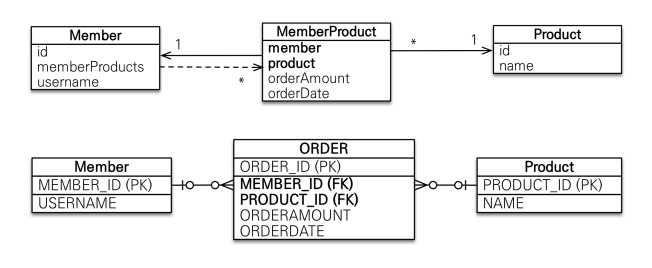 Member
id
memberProducts
username
1
*
MemberProduct
member
product
orderAmount
orderDate
*
1
Product
id
name
Member
MEMBER_ID (PK)
USERNAME
ORDER
ORDER_ID (PK)
MEMBER_ID (FK)
PRODUCT_ID (FK)
ORDERAMOUNT
ORDERDATE
Product
PRODUCT_ID (PK)
NAME